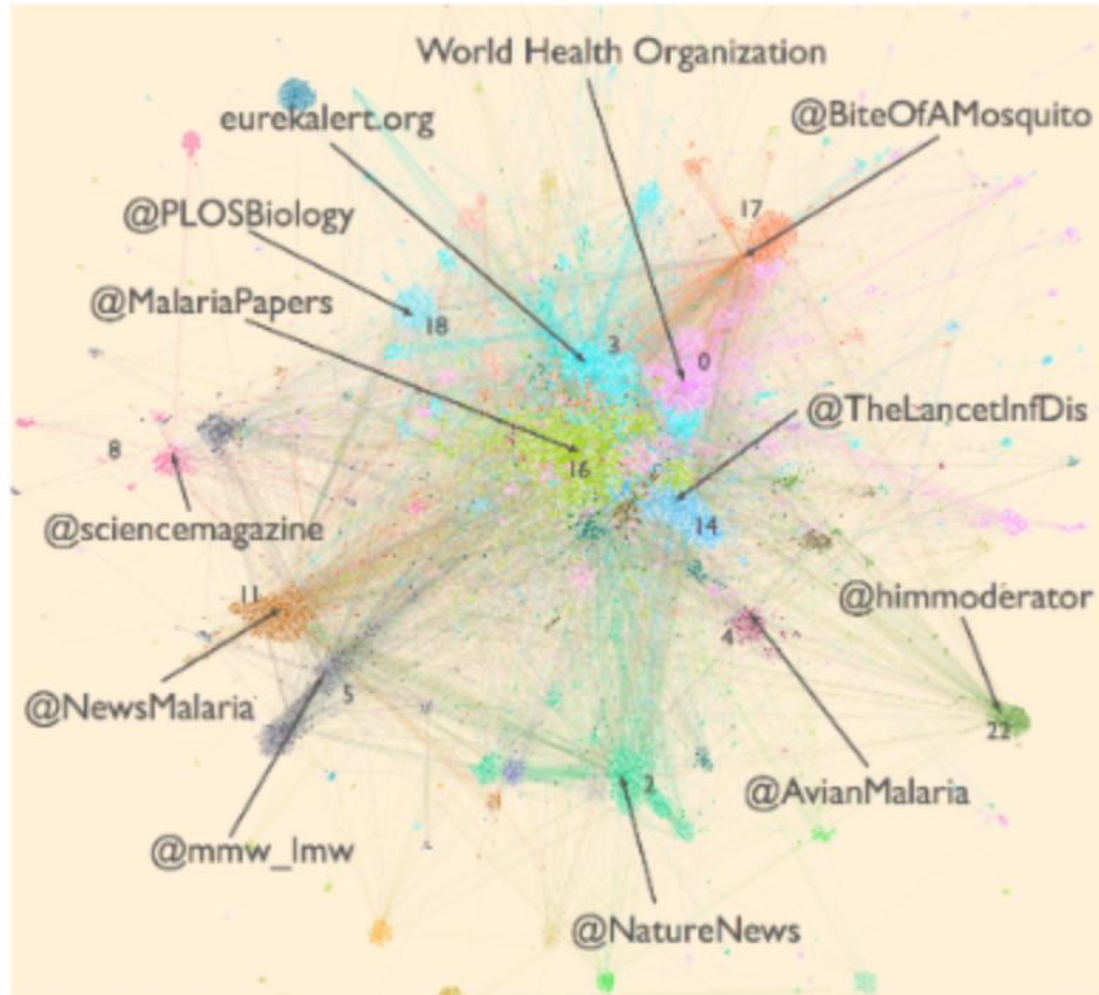 World Health Organization
eurekalert.org
@BiteOfAMosquito
@PLOSBiology
17
@MalariaPapers
18
3
0
@TheLancetInfDis
8
16
@sciencemagazine
14
11
@himmoderator
4
@NewsMalaria
5
22
2
@AvianMalaria
@mmw_lmw
@NatureNews